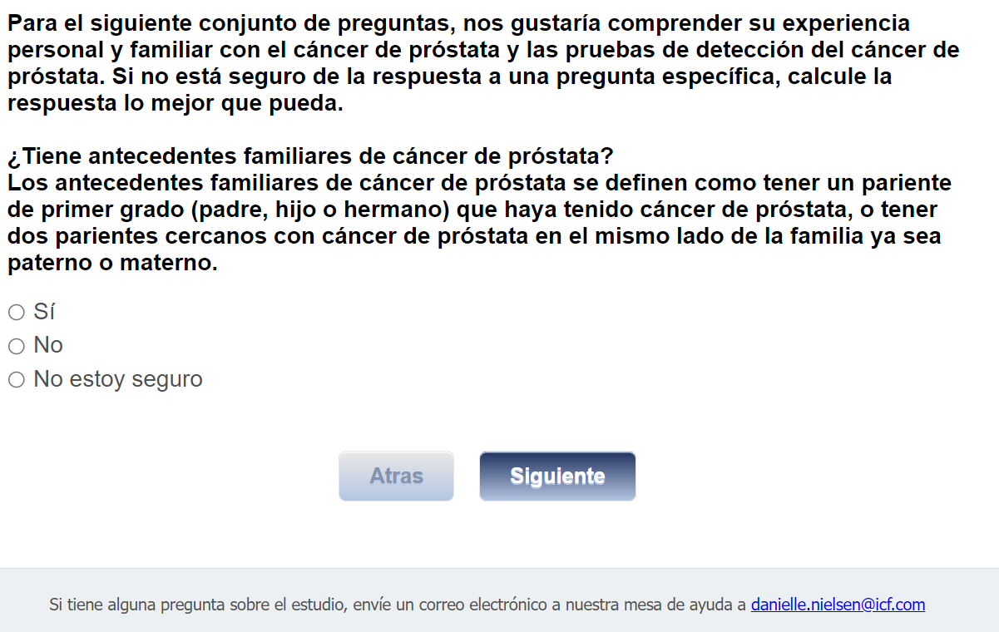 Para el siguiente conjunto de preguntas, nos gustaría comprender su experiencia
personal y familiar con el cáncer de próstata y las pruebas de detección del cáncer de
próstata. Si no está seguro de la respuesta a una pregunta específica, calcule la
respuesta lo mejor que pueda.
¿Tiene antecedentes familiares de cáncer de próstata?
Los antecedentes familiares de cáncer de próstata se definen como tener un pariente
de primer grado (padre, hijo o hermano) que haya tenido cáncer de próstata, o tener
dos parientes cercanos con cáncer de próstata en el mismo lado de la familia ya sea
paterno o materno.
Sí
No
No estoy seguro
Atras Siguiente
Si tiene alguna pregunta sobre el estudio, envíe un correo electrónico a nuestra mesa de ayuda a danielle.nielsen@icf.com